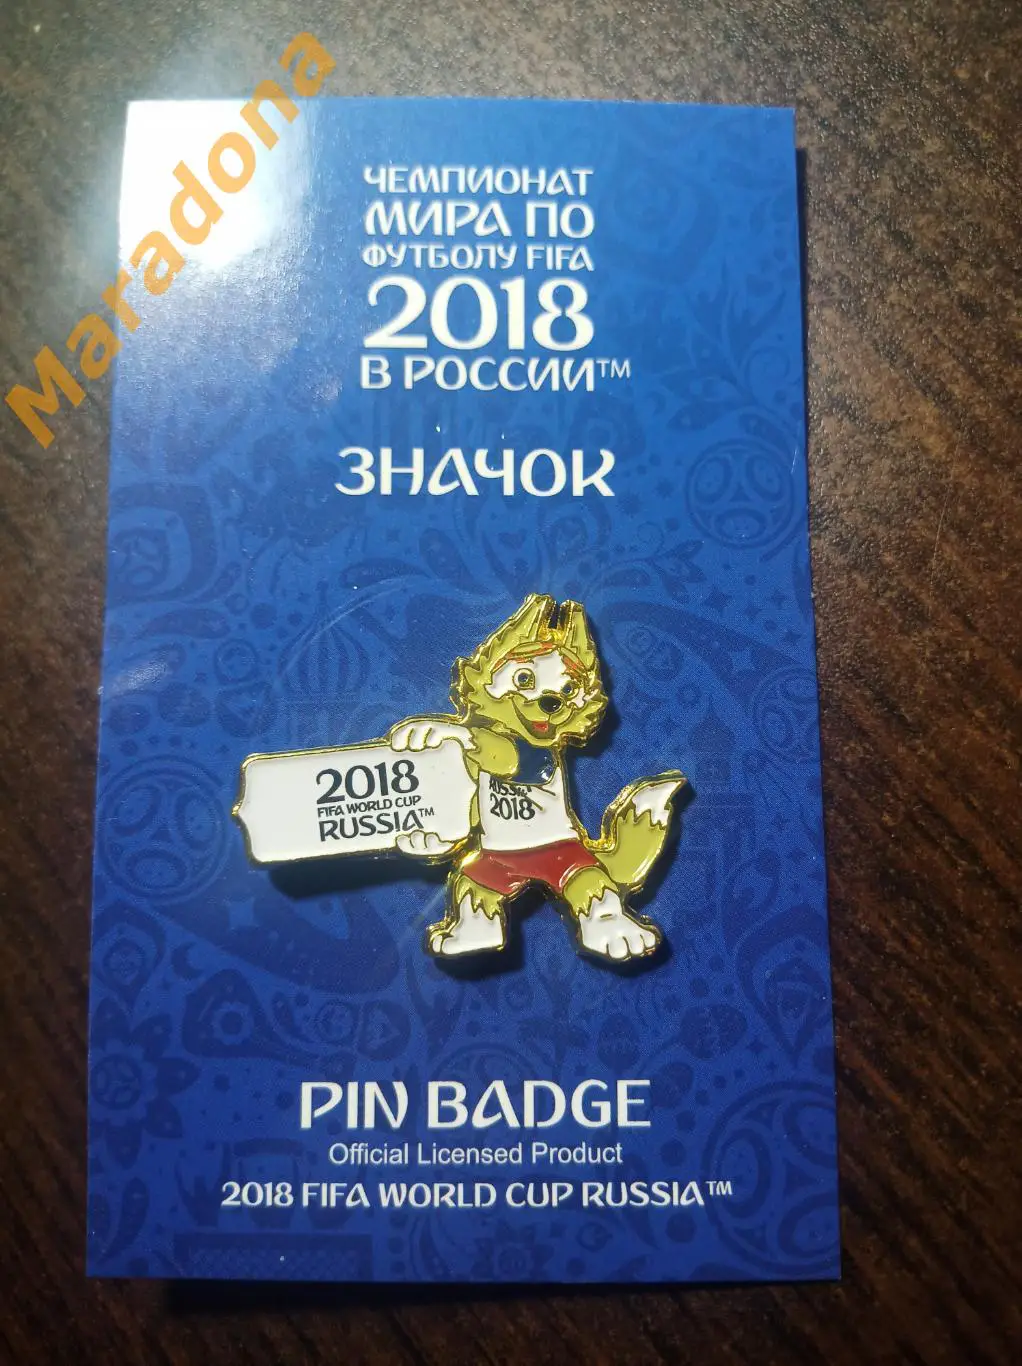 Maradona
ЧЕМПИОНАТ
МИРА ПО
ФУТБОЛУ FIFA
2018
В РОССИИ™
ЗНАЧОК
2018
FIFA WORLD CUP
RUSSIA™
RUSSIA
2018
PIN BADGE
Official Licensed Product
2018 FIFA WORLD CUP RUSSIA™